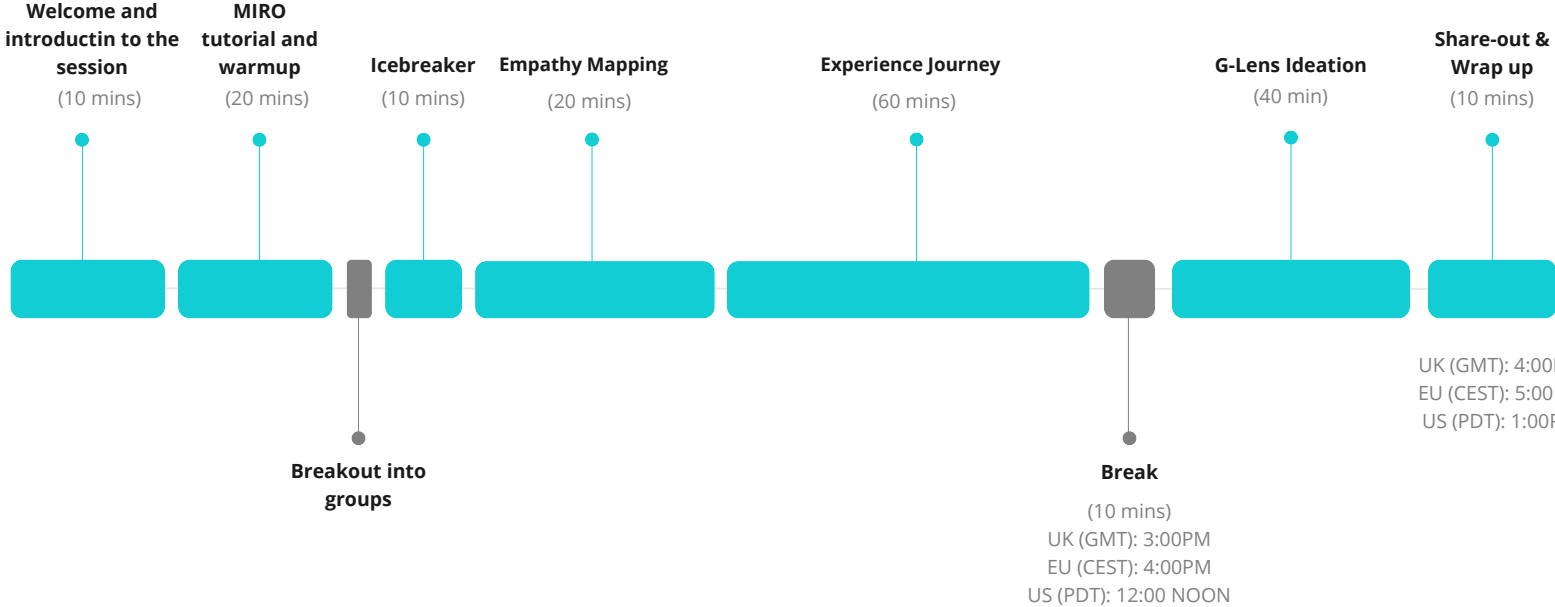 Welcome and
introductin to the
session
(10 mins)
MIRO
tutorial and
warmup
(20 mins)
Icebreaker
(10 mins)
Empathy Mapping
(20 mins)
Experience Journey
(60 mins)
G-Lens Ideation
(40 min)
Share-out &
Wrap up
(10 mins)
Breakout into
groups
Break
(10 mins)
UK (GMT): 3:00PM
EU (CEST): 4:00PM
US (PDT): 12:00 NOON
UK (GMT): 4:00
EU (CEST): 5:00
US (PDT): 1:00